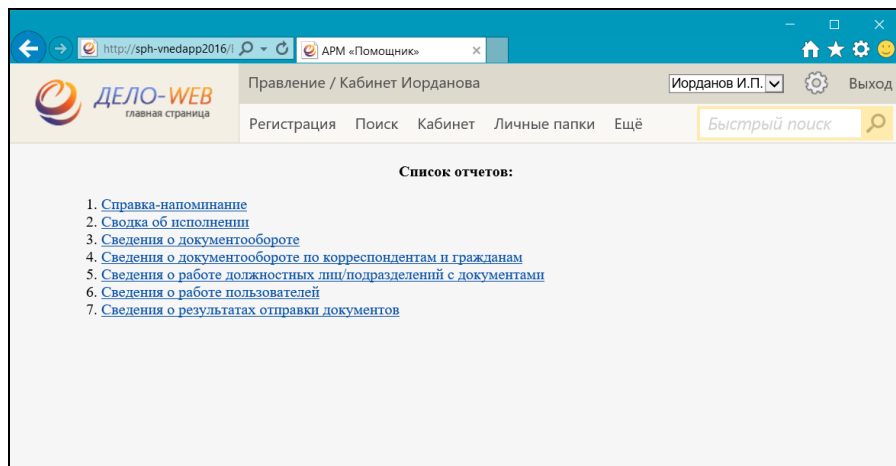 http://sph-vnedapp2016/
АРМ «Помощник»
ДЕЛО-WEB
главная страница
Правление / Кабинет Иорданова
Иорданов И.П.
Выход
Регистрация Поиск Кабинет Личные папки Ещё
Быстрый поиск
Список отчетов:
1. Справка-напоминание
2. Сводка об исполнении
3. Сведения о документообороте
4. Сведения о документообороте по корреспондентам и гражданам
5. Сведения о работе должностных лиц/подразделений с документами
6. Сведения о работе пользователей
7. Сведения о результатах отправки документов